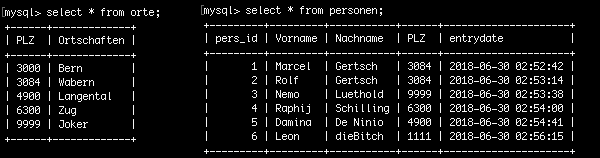 mysql> select * from orte;
+------+-------------+
| PLZ | Ortschaften |
+------+-------------+
| 3000 | Bern |
| 3084 | Wabern |
| 4900 | Langental |
| 6300 | Zug |
| 9999 | Joker |
+------+-------------+
mysql> select * from personen;
+---------+---------+-----------+------+---------------------+
| pers_id | Vorname | Nachname | PLZ | entrydate |
+---------+---------+-----------+------+---------------------+
| 1 | Marcel | Gertsch | 3084 | 2018-06-30 02:52:42 |
| 2 | Rolf | Gertsch | 3084 | 2018-06-30 02:53:14 |
| 3 | Nemo | Luethold | 9999 | 2018-06-30 02:53:38 |
| 4 | Raphij | Schilling | 6300 | 2018-06-30 02:54:00 |
| 5 | Damina | De Ninio | 4900 | 2018-06-30 02:54:41 |
| 6 | Leon | dieBitch | 1111 | 2018-06-30 02:56:15 |
+---------+---------+-----------+------+---------------------+